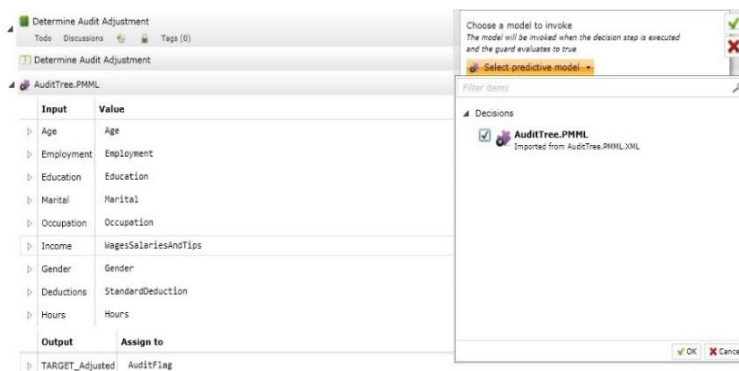 Determine Audit Adjustment
Todo Discussions Tags (0)
Determine Audit Adjustment
AuditTree.PMML
Input Value
Age Age
Employment Employment
Education Education
Marital Marital
Occupation Occupation
Income WagesSalariesAndTips
Gender Gender
Deductions StandardDeduction
Hours Hours
Output Assign to
TARGET_Adjusted AuditFlag
Choose a model to invoke
The model will be invoked when the decision step is executed
and the guard evaluates to true
Select predictive model
Filter items
Decisions
AuditTree.PMML
Imported from AuditTree.PMML.XML
OK Cance